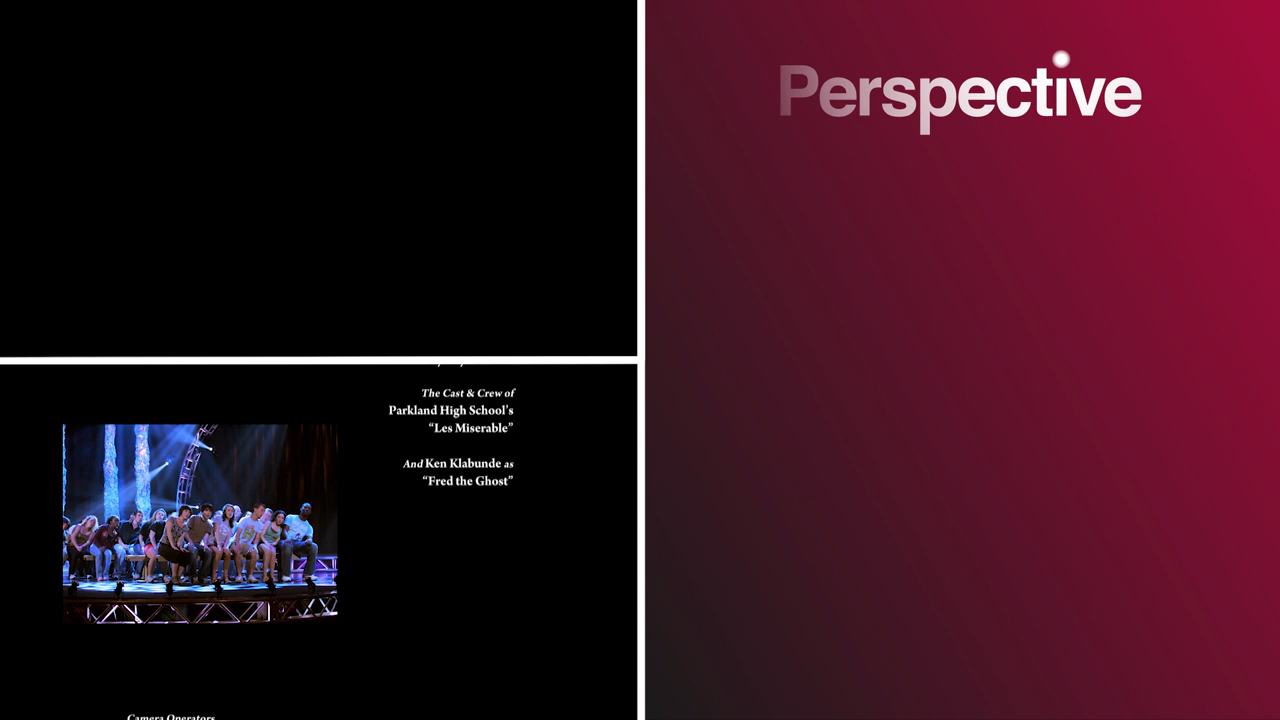 Perspective
The Cast & Crew of
Parkland High School's
“Les Miserable”
And Ken Klabunde as
“Fred the Ghost”
Camera Operators